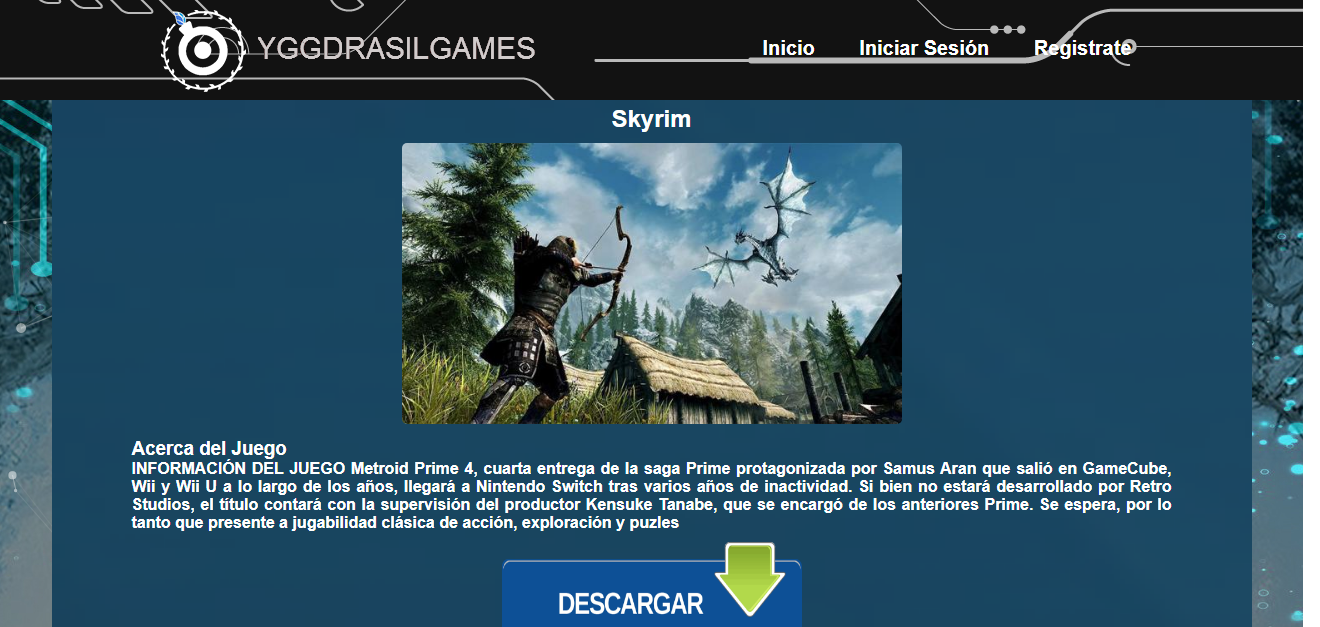 YGGDRASILGAMES
Inicio Iniciar Sesión Registrate
Skyrim
Acerca del Juego
INFORMACIÓN DEL JUEGO Metroid Prime 4, cuarta entrega de la saga Prime protagonizada por Samus Aran que salió en GameCube,
Wii y Wii U a lo largo de los años, llegará a Nintendo Switch tras varios años de inactividad. Si bien no estará desarrollado por Retro
Studios, el título contará con la supervisión del productor Kensuke Tanabe, que se encargó de los anteriores Prime. Se espera, por lo
tanto que presente a jugabilidad clásica de acción, exploración y puzles
DESCARGAR